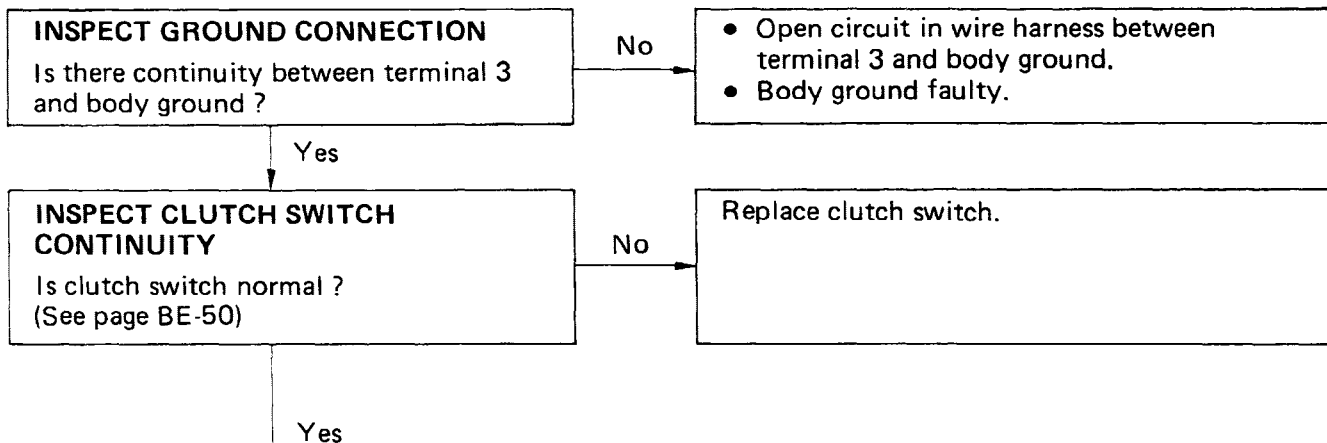 INSPECT GROUND CONNECTION
Is there continuity between terminal 3
and body ground ?
No
• Open circuit in wire harness between
terminal 3 and body ground.
• Body ground faulty.
Yes
INSPECT CLUTCH SWITCH
CONTINUITY
Is clutch switch normal ?
(See page BE-50)
No
Replace clutch switch.
Yes